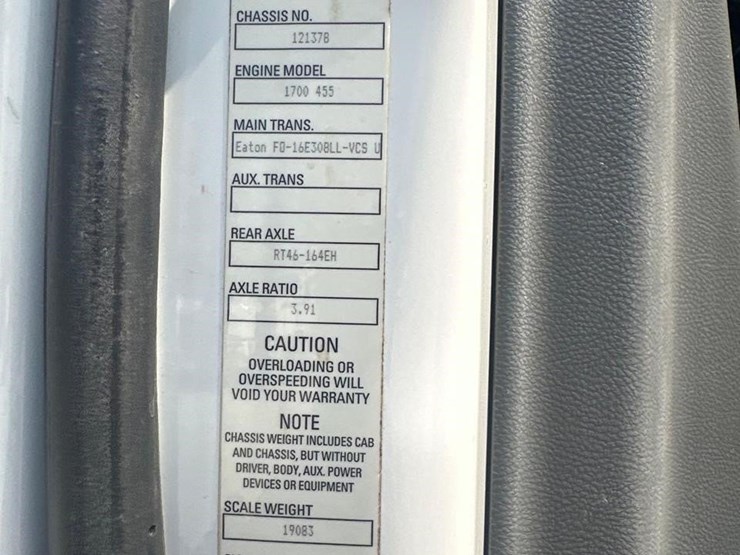 CHASSIS NO.
121378
ENGINE MODEL
1700 455
MAIN TRANS.
Eaton FO-16E308LL-VCS U
AUX. TRANS
REAR AXLE
RT46-164EH
AXLE RATIO
3.91
CAUTION
OVERLOADING OR
OVERSPEEDING WILL
VOID YOUR WARRANTY
NOTE
CHASSIS WEIGHT INCLUDES CAB
AND CHASSIS, BUT WITHOUT
DRIVER, BODY, AUX. POWER
DEVICES OR EQUIPMENT
SCALE WEIGHT
19083